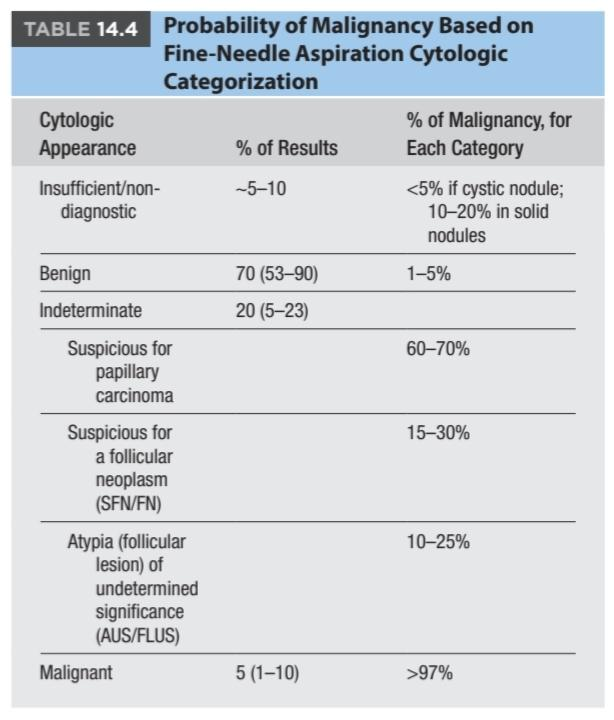 TABLE 14.4 Probability of Malignancy Based on
Fine-Needle Aspiration Cytologic
Categorization
Cytologic
Appearance
% of Results
% of Malignancy, for
Each Category
Insufficient/non-
diagnostic
~5–10
<5% if cystic nodule;
10–20% in solid
nodules
Benign 70 (53–90) 1–5%
Indeterminate 20 (5–23)
Suspicious for
papillary
carcinoma
60–70%
Suspicious for
a follicular
neoplasm
(SFN/FN)
15–30%
Atypia (follicular
lesion) of
undetermined
significance
(AUS/FLUS)
10–25%
Malignant 5 (1–10) >97%